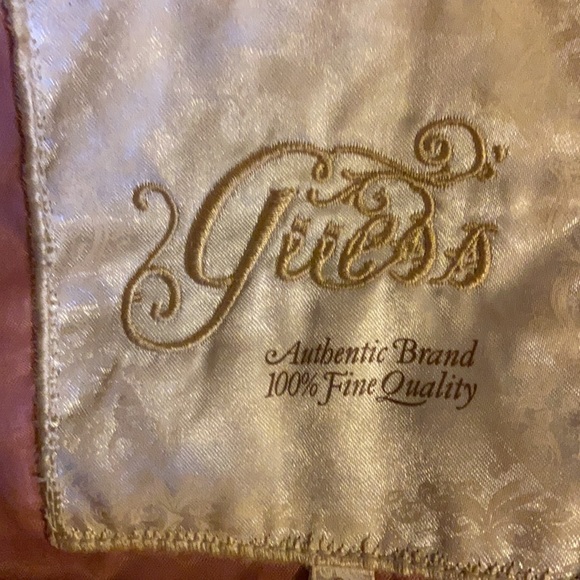 Guess
Authentic Brand
100% Fine Quality